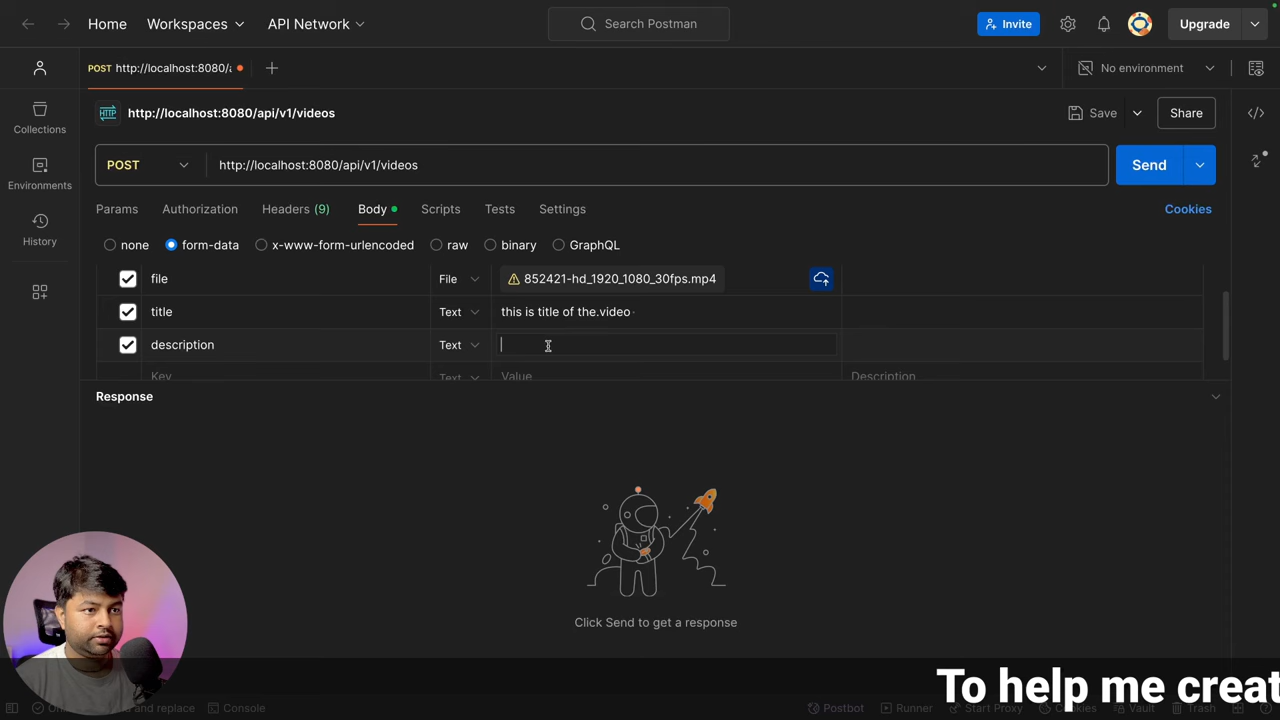 Home Workspaces API Network Search Postman Invite Upgrade
POST http://localhost:8080/a No environment
http://localhost:8080/api/v1/videos Save Share
Collections
POST http://localhost:8080/api/v1/videos Send
Environments
Params Authorization Headers (9) Body Scripts Tests Settings Cookies
History
none form-data x-www-form-urlencoded raw binary GraphQL
file File 852421-hd_1920_1080_30fps.mp4
title Text this is title of the.video
description Text
Key Text Value Description
Response
Click Send to get a response
To help me creat
and replace Console Postbot Runner Start Proxy Cookies Vault Trash